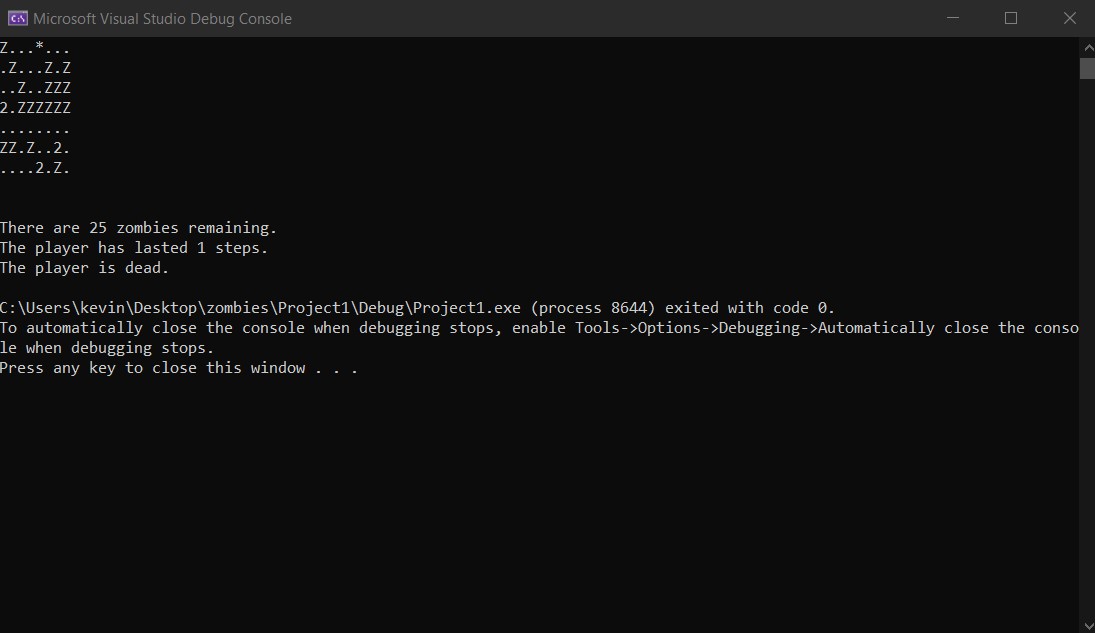 C:\ Microsoft Visual Studio Debug Console
Z...*...
.Z...Z.Z
..Z..ZZZ
2.ZZZZZZ
........
ZZ.Z..2.
....2.Z.
There are 25 zombies remaining.
The player has lasted 1 steps.
The player is dead.
C:\Users\kevin\Desktop\zombies\Project1\Debug\Project1.exe (process 8644) exited with code 0.
To automatically close the console when debugging stops, enable Tools->Options->Debugging->Automatically close the conso
le when debugging stops.
Press any key to close this window . . .